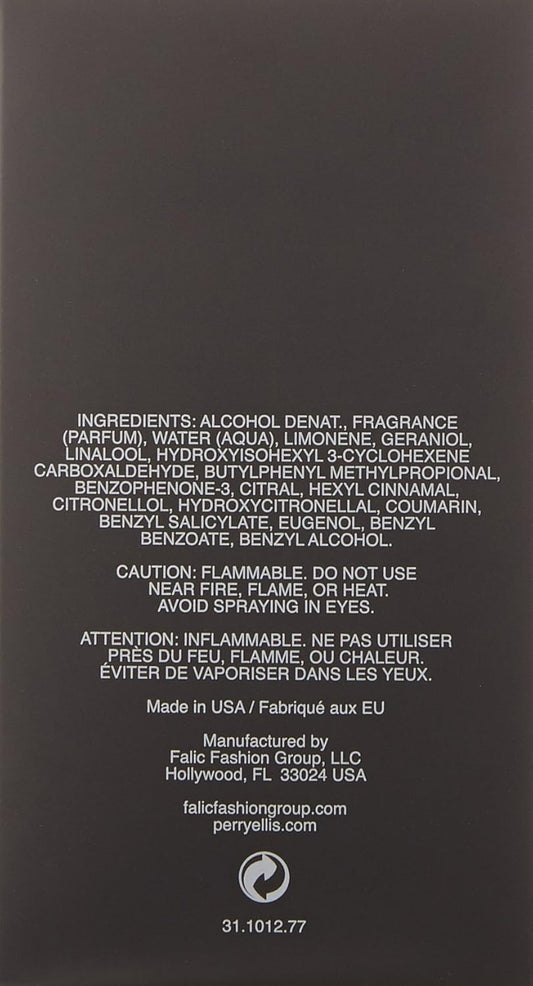 INGREDIENTS: ALCOHOL DENAT., FRAGRANCE
(PARFUM), WATER (AQUA), LIMONENE, GERANIOL,
LINALOOL, HYDROXYISOHEXYL 3-CYCLOHEXENE
CARBOXALDEHYDE, BUTYLPHENYL METHYLPROPIONAL,
BENZOPHENONE-3, CITRAL, HEXYL CINNAMAL,
CITRONELLOL, HYDROXYCITRONELLAL, COUMARIN,
BENZYL SALICYLATE, EUGENOL, BENZYL
BENZOATE, BENZYL ALCOHOL.
CAUTION: FLAMMABLE. DO NOT USE
NEAR FIRE, FLAME, OR HEAT.
AVOID SPRAYING IN EYES.
ATTENTION: INFLAMMABLE. NE PAS UTILISER
PRÈS DU FEU, FLAMME, OU CHALEUR.
ÉVITER DE VAPORISER DANS LES YEUX.
Made in USA / Fabriqué aux EU
Manufactured by
Falic Fashion Group, LLC
Hollywood, FL 33024 USA
falicfashiongroup.com
perryellis.com
31.1012.77